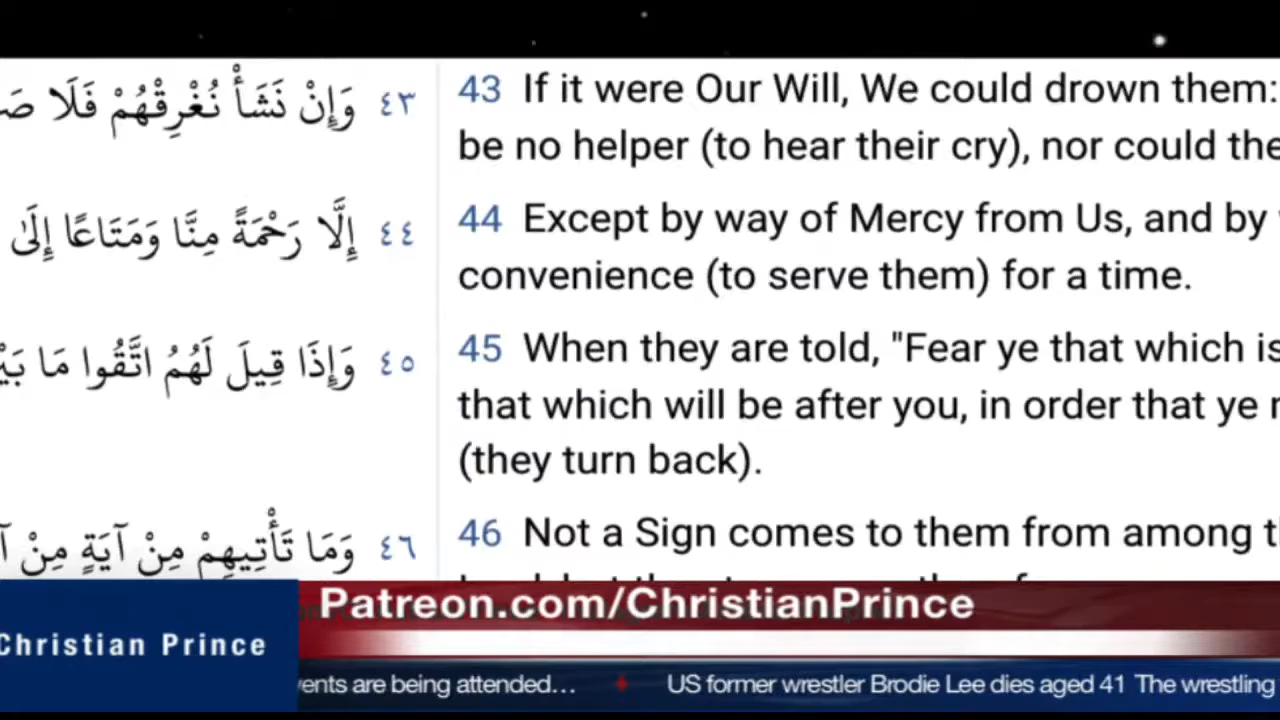 وَإِنْ نَشَأْ نُغْرِقْهُمْ فَلَا
٤٣
43 If it were Our Will, We could drown them:
be no helper (to hear their cry), nor could the
إِلَّا رَحْمَةً مِنَّا وَمَتَاعًا إِلَىٰ
٤٤
44 Except by way of Mercy from Us, and by
convenience (to serve them) for a time.
وَإِذَا قِيلَ لَهُمُ اتَّقُوا مَا
٤٥
45 When they are told, "Fear ye that which is
that which will be after you, in order that ye
(they turn back).
وَمَا تَأْتِيهِمْ مِنْ آيَةٍ مِنْ
٤٦
46 Not a Sign comes to them from among
Patreon.com/ChristianPrince
Christian Prince
vents are being attended... US former wrestler Brodie Lee dies aged 41 The wrestling